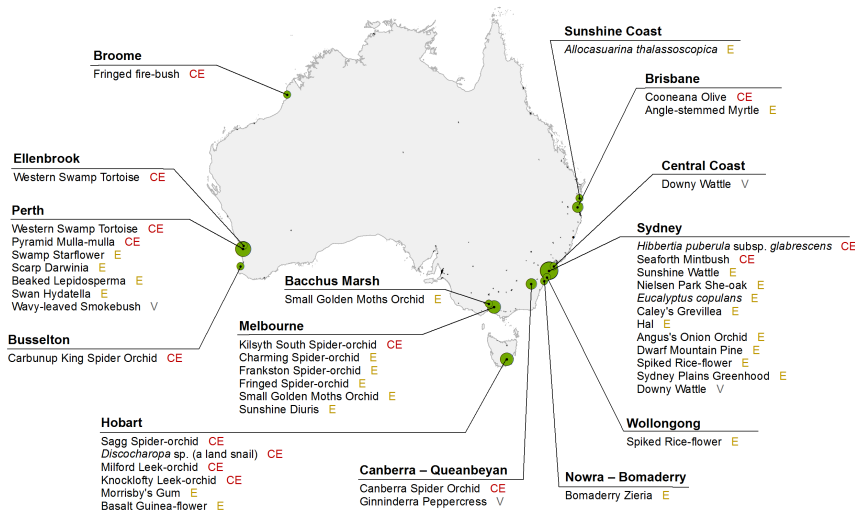 Broome
Fringed fire-bush CE
Ellenbrook
Western Swamp Tortoise CE
Perth
Western Swamp Tortoise CE
Pyramid Mulla-mulla CE
Swamp Starflower E
Scarp Darwinia E
Beaked Lepidosperma E
Swan Hydatella E
Wavy-leaved Smokebush V
Busselton
Carbunup King Spider Orchid CE
Bacchus Marsh
Small Golden Moths Orchid E
Melbourne
Kilsyth South Spider-orchid CE
Charming Spider-orchid E
Frankston Spider-orchid E
Fringed Spider-orchid E
Small Golden Moths Orchid E
Sunshine Diuris E
Hobart
Sagg Spider-orchid CE
Discocharopa sp. (a land snail) CE
Milford Leek-orchid CE
Knocklofty Leek-orchid CE
Morrisby's Gum E
Basalt Guinea-flower E
Canberra – Queanbeyan
Canberra Spider Orchid CE
Ginninderra Peppercress V
Sunshine Coast
Allocasuarina thalassoscopica E
Brisbane
Cooneana Olive CE
Angle-stemmed Myrtle E
Central Coast
Downy Wattle V
Sydney
Hibbertia puberula subsp. glabrescens CE
Seaforth Mintbush CE
Sunshine Wattle E
Nielsen Park She-oak E
Eucalyptus copulans E
Caley's Grevillea E
Hal E
Angus's Onion Orchid E
Dwarf Mountain Pine E
Spiked Rice-flower E
Sydney Plains Greenhood E
Downy Wattle V
Wollongong
Spiked Rice-flower E
Nowra – Bomaderry
Bomaderry Zieria E